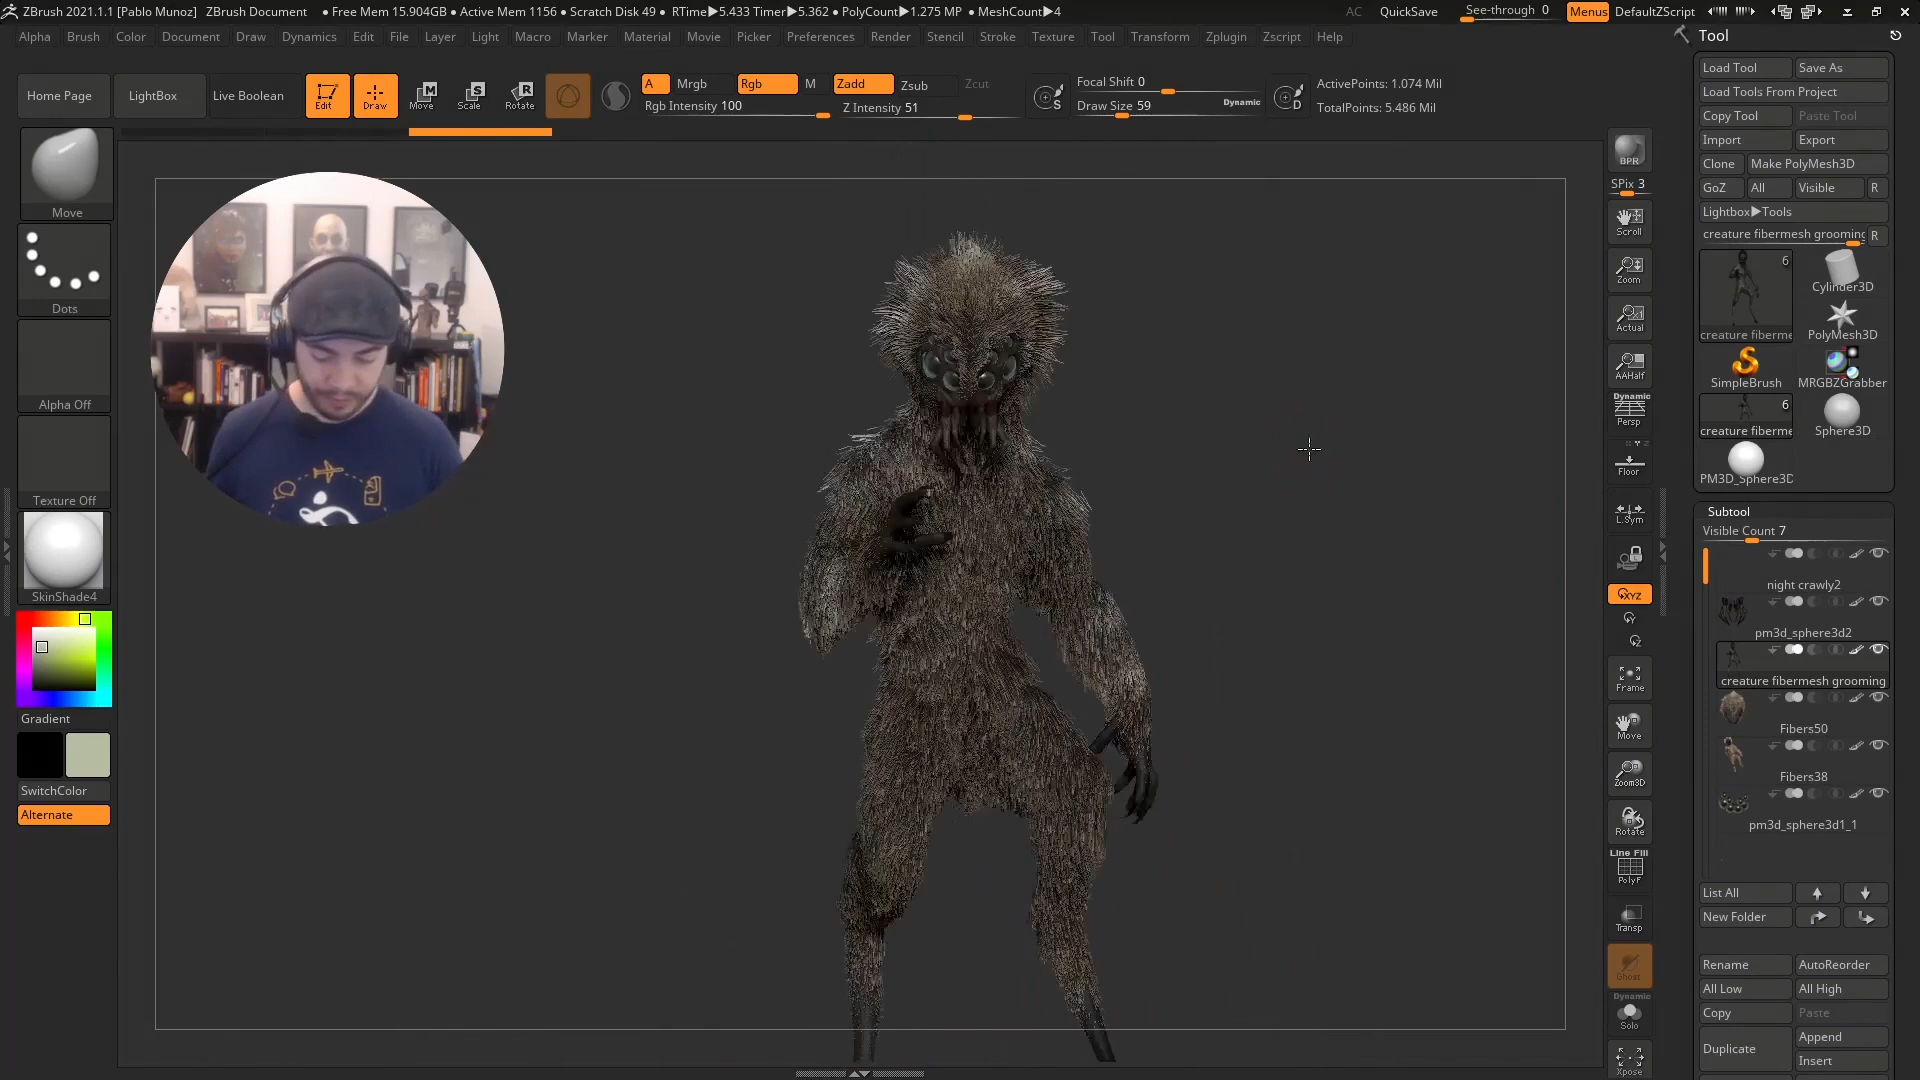 ZBrush 2021.1.1 [Pablo Munoz] ZBrush Document ● Free Mem 15.904GB ● Active Mem 1156 ● Scratch Disk 49 ● RTime▶5.433 Timer▶5.362 ● PolyCount▶1.275 MP ● MeshCount▶4 AC QuickSave See-through 0 Menus DefaultZScript
Alpha Brush Color Document Draw Dynamics Edit File Layer Light Macro Marker Material Movie Picker Preferences Render Stencil Stroke Texture Tool Transform Zplugin Zscript Help
Home Page LightBox Live Boolean Edit Draw Move Scale Rotate
A Mrgb Rgb M Zadd Zsub Zcut
Rgb Intensity 100 Z Intensity 51
S Focal Shift 0
Draw Size 59 Dynamic D
ActivePoints: 1.074 Mil
TotalPoints: 5.486 Mil
Move
Dots
Alpha Off
Texture Off
SkinShade4
Gradient
SwitchColor
Alternate
BPR
SPix 3
Scroll
Zoom
Actual
AAHalf
Dynamic
Persp
Floor
L.Sym
XYZ
Y
Z
Frame
Move
Zoom3D
Rotate
Line Fill
PolyF
Transp
Ghost
Dynamic
Solo
Xpose
Tool
Load Tool Save As
Load Tools From Project
Copy Tool Paste Tool
Import Export
Clone Make PolyMesh3D
GoZ All Visible R
Lightbox▶Tools
creature fibermesh grooming R
6
Cylinder3D
creature fiberme PolyMesh3D
SimpleBrush MRGBZGrabber
6
creature fiberme Sphere3D
PM3D_Sphere3D
Subtool
Visible Count 7
night crawly2
pm3d_sphere3d2
creature fibermesh grooming
Fibers50
Fibers38
pm3d_sphere3d1_1
List All
New Folder
Rename AutoReorder
All Low All High
Copy Paste
Duplicate Append
Insert